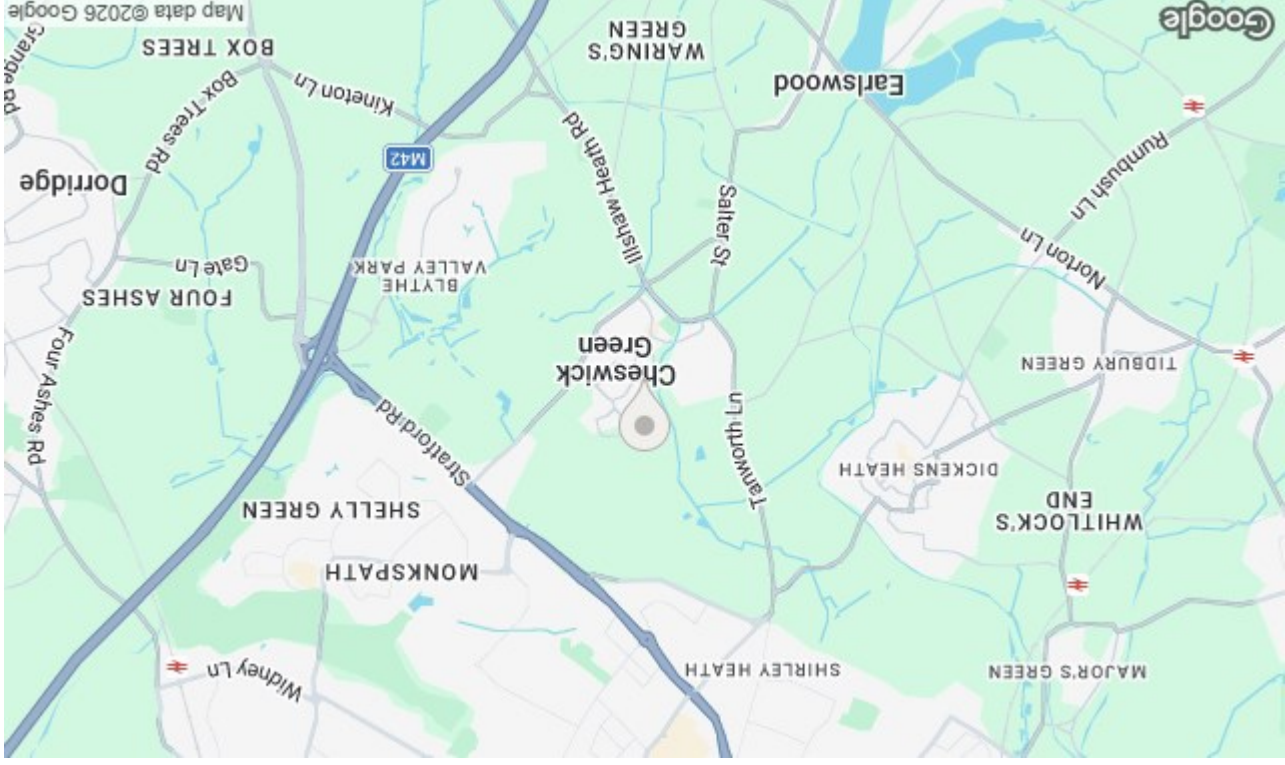 MAJOR'S GREEN
SHIRLEY HEATH
Widney Ln
MONKSPATH
WHITLOCK'S
END
SHELLY GREEN
DICKENS HEATH
Tanworth Ln
Stratford Rd
Four Ashes Rd
TIDBURY GREEN
Cheswick
Green
FOUR ASHES
BLYTHE
VALLEY PARK
Gate Ln
Norton Ln
Salter St
Illshaw Heath Rd
Dorridge
Rumbush Ln
M42
Box Trees Rd
Kineton Ln
Earlswood
WARING'S
GREEN
BOX TREES
Grange Rd
Google
Map data ©2026 Google